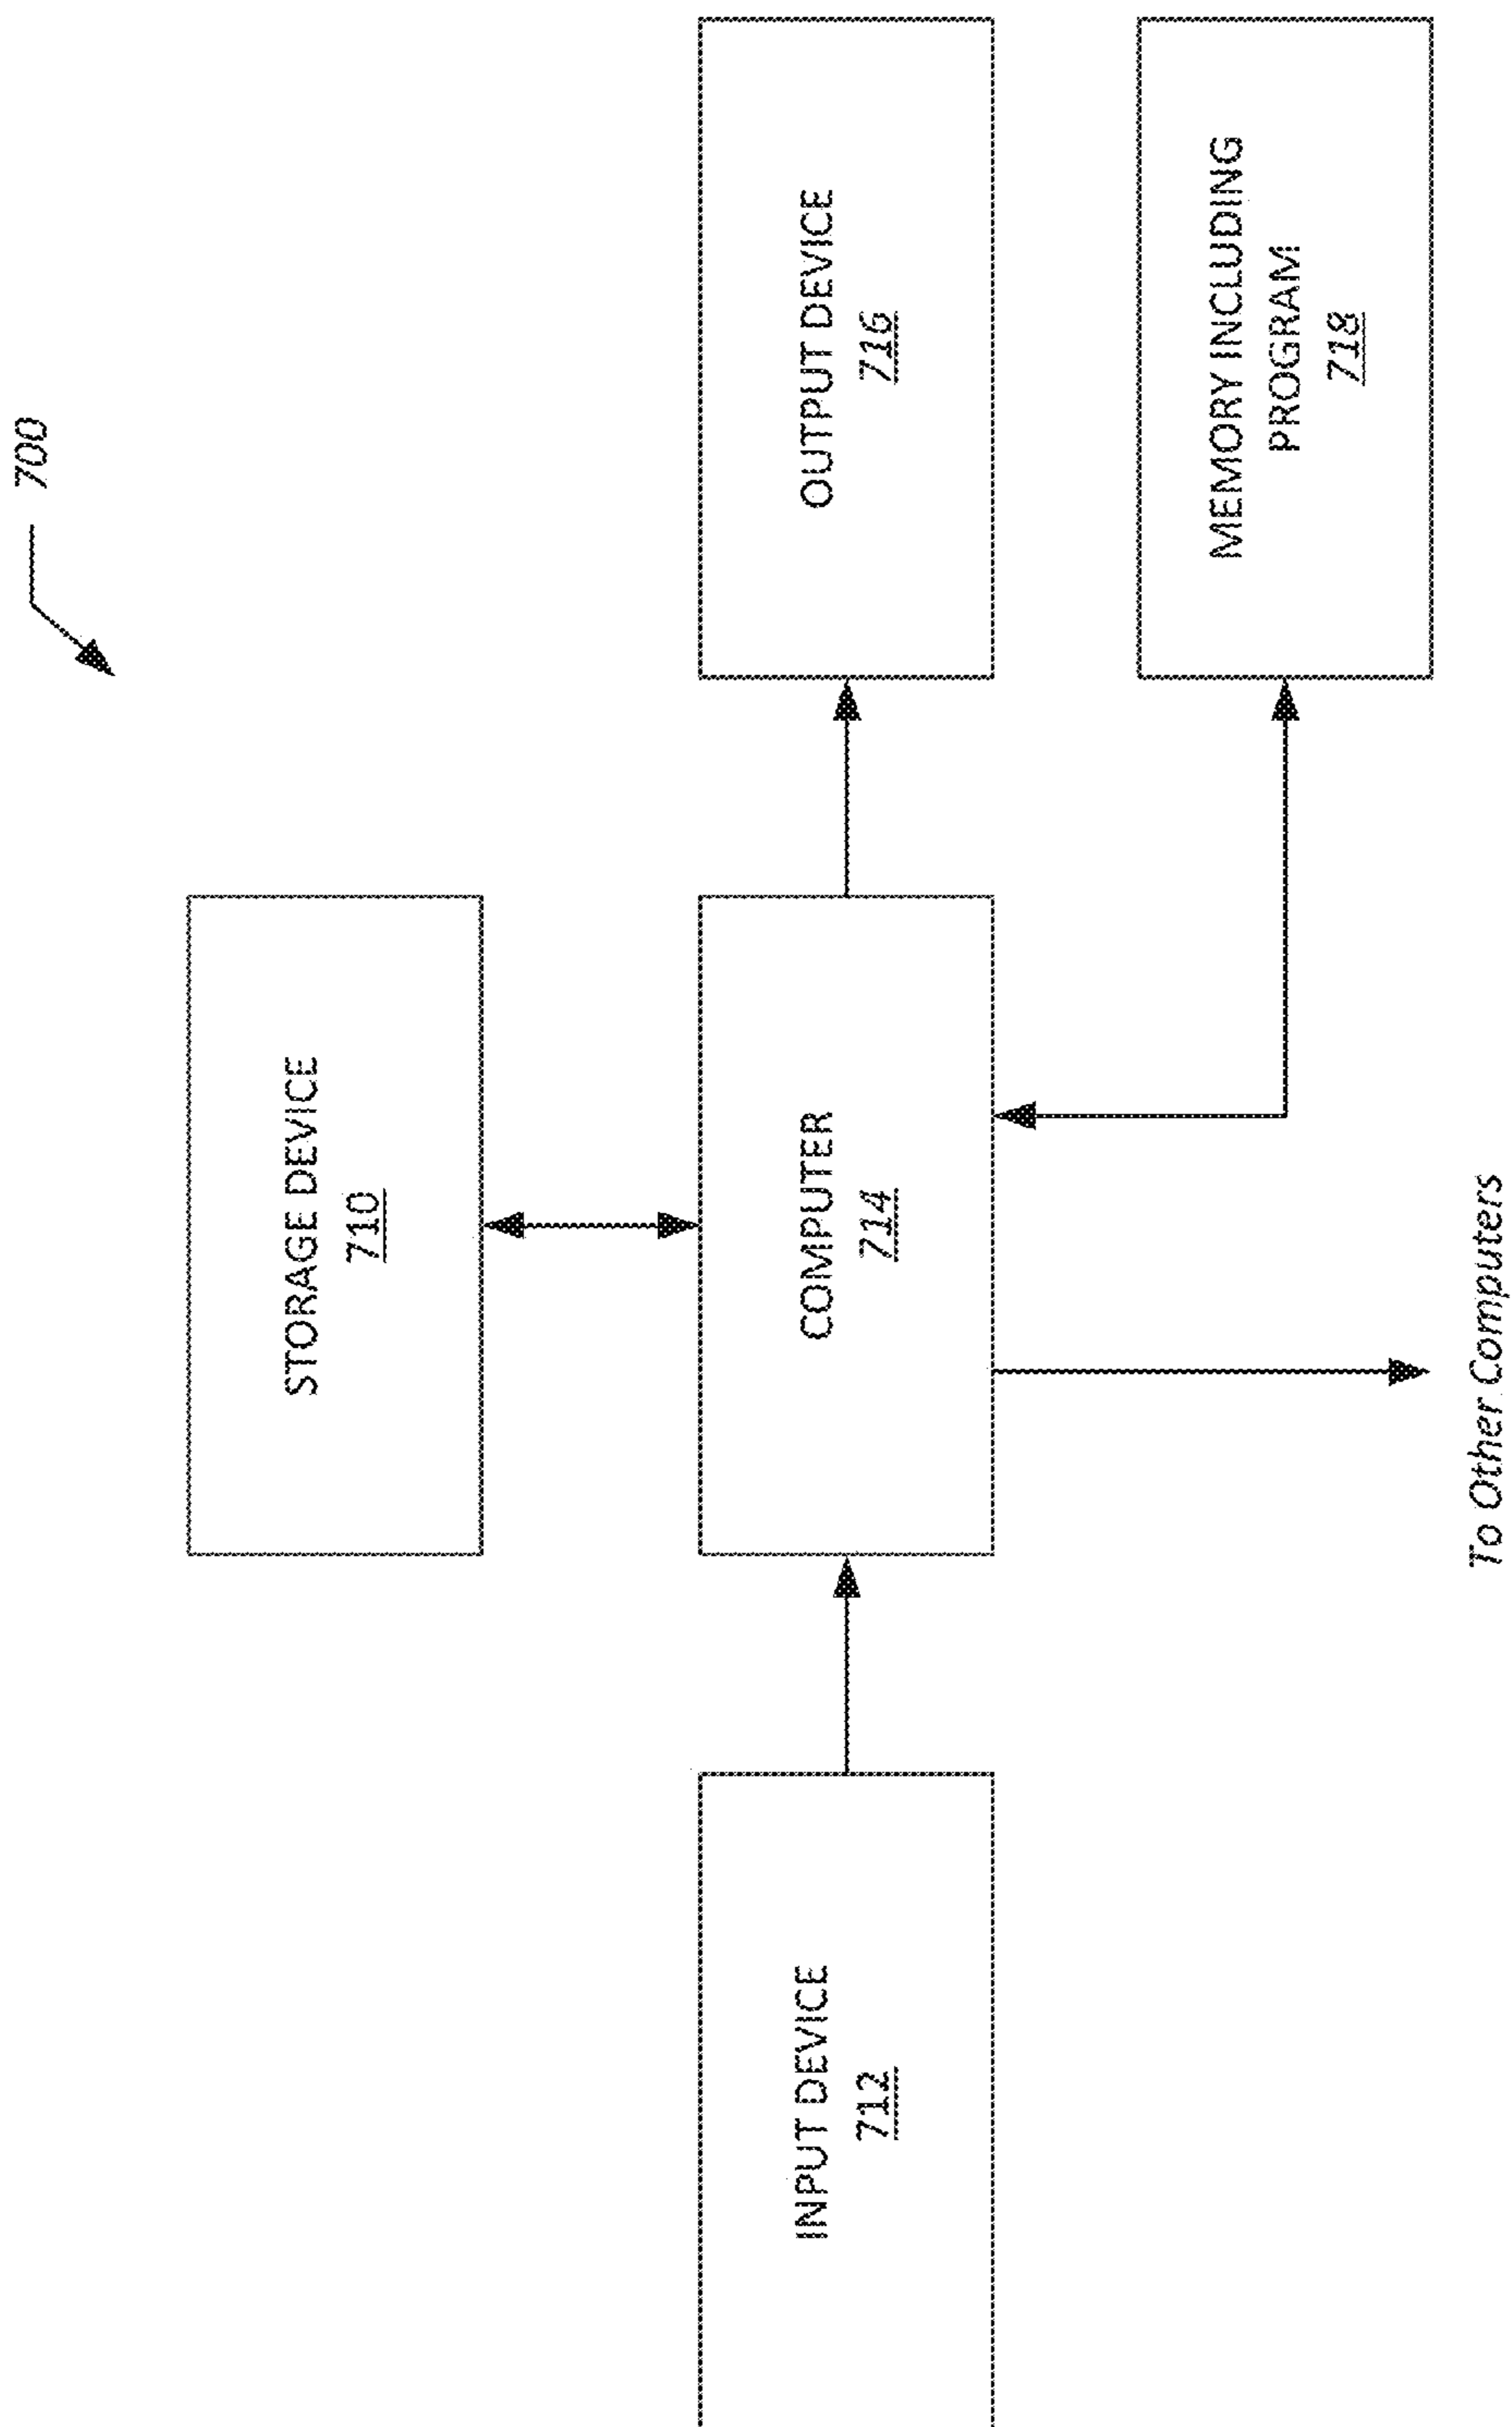 700
STORAGE DEVICE
710
INPUT DEVICE
712
COMPUTER
714
OUTPUT DEVICE
716
MEMORY INCLUDING
PROGRAM
718
To Other Computers